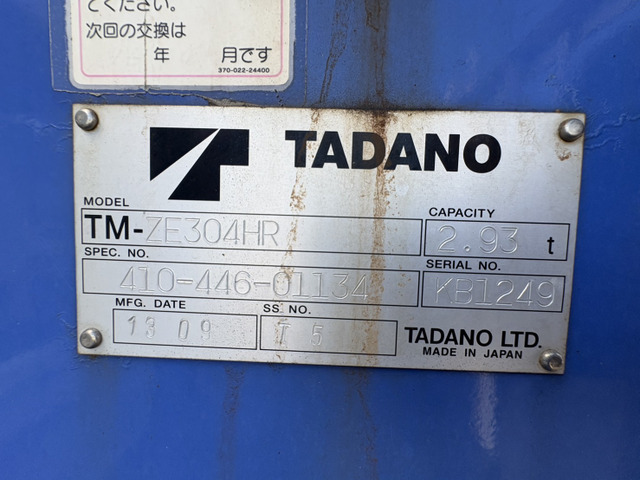 てください。
次回の交換は
年 月です
370-022-24400
TADANO
MODEL
TM-ZE304HR
CAPACITY
2.93 t
SPEC. NO.
410-446-01134
SERIAL NO.
KB1249
MFG. DATE
13 09
SS NO.
T 5
TADANO LTD.
MADE IN JAPAN